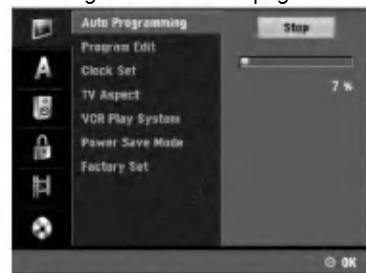 Auto Programming
Program Edit
Clock Set
TV Aspect
VCR Play System
Power Save Mode
Factory Set
Stop
7 %
A
OK